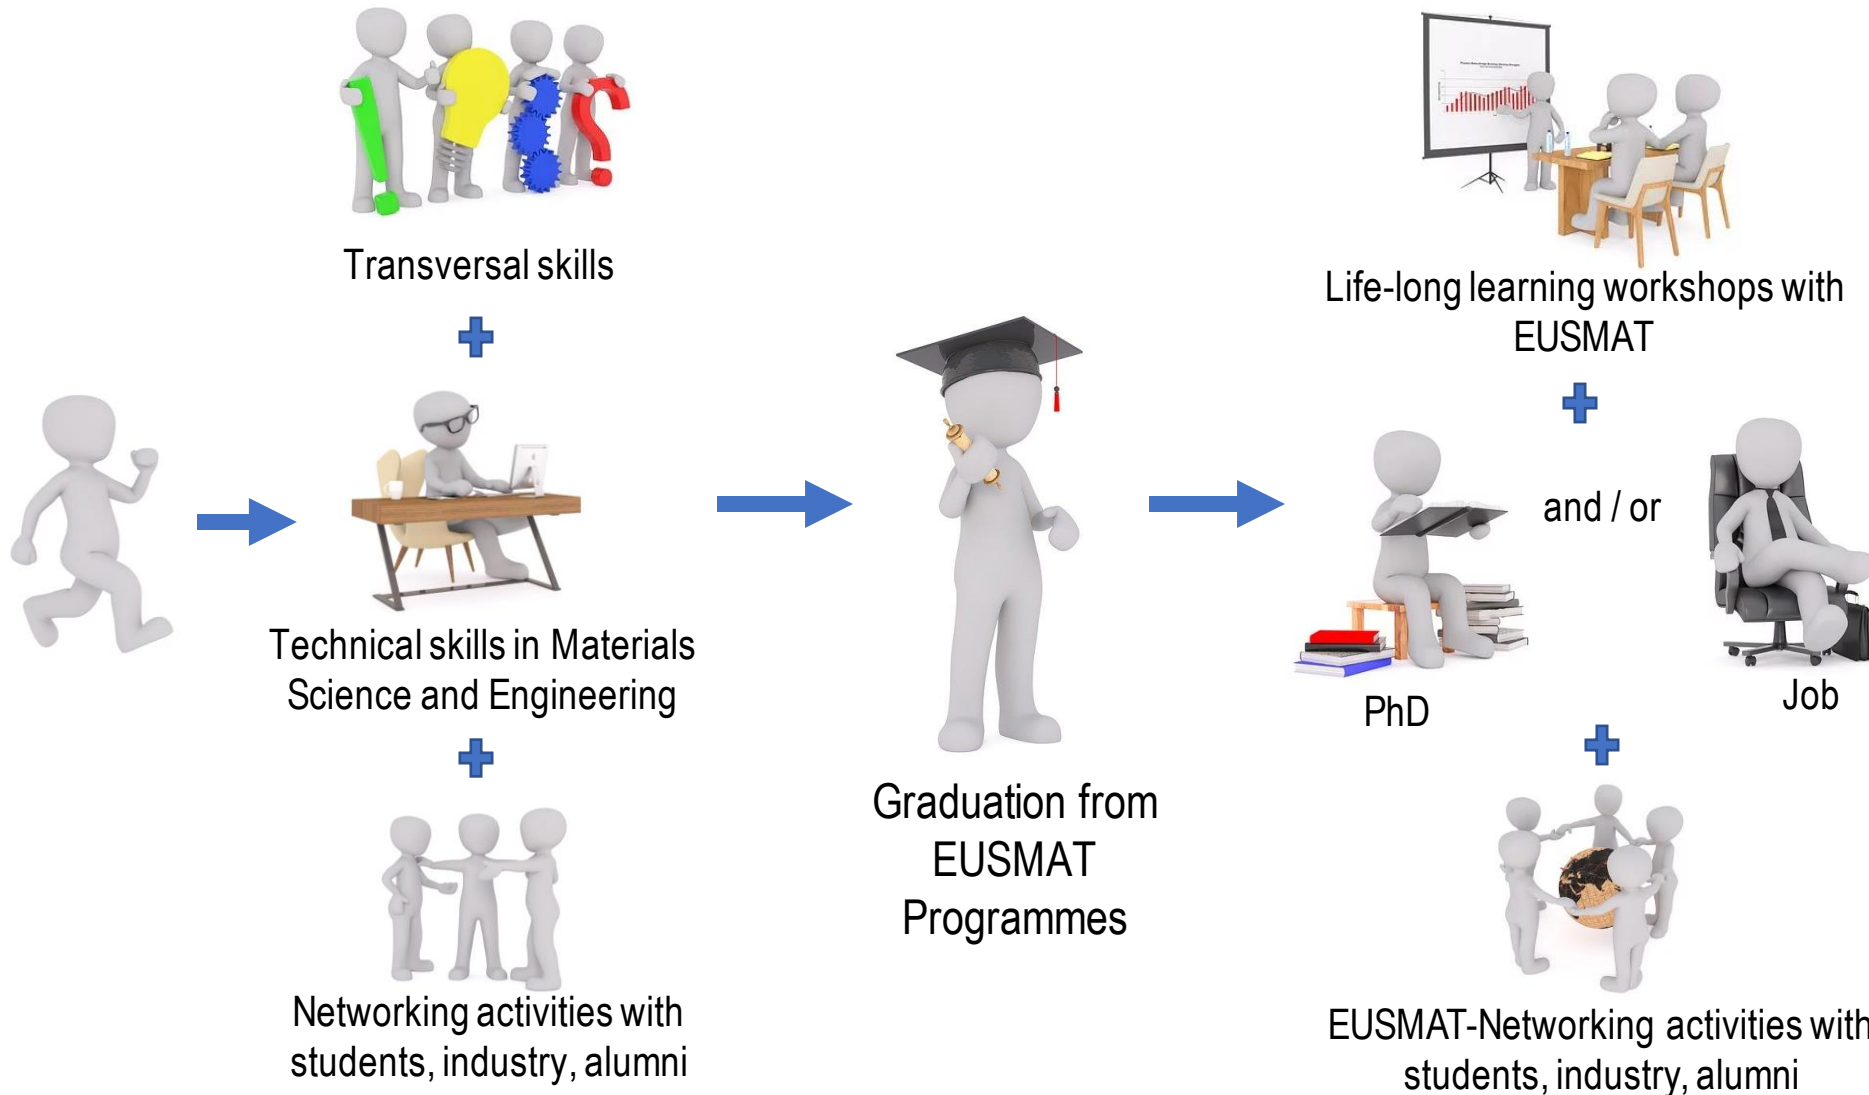 Transversal skills
Technical skills in Materials
Science and Engineering
Networking activities with
students, industry, alumni
Graduation from
EUSMAT
Programmes
Life-long learning workshops with
EUSMAT
and / or
PhD
Job
EUSMAT-Networking activities with
students, industry, alumni